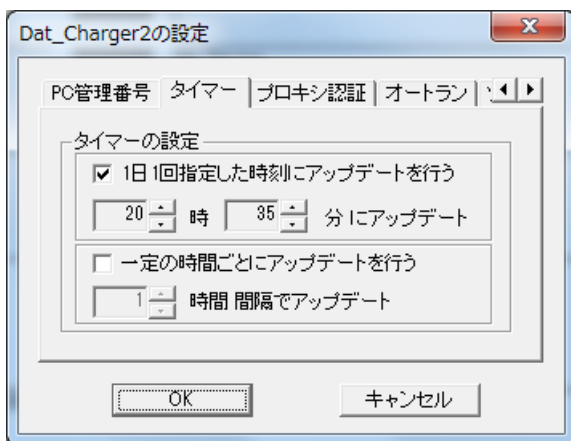 Dat_Charger2の設定
PC管理番号 タイマー プロキシ認証 オートラン
タイマーの設定
1日1回指定した時刻にアップデートを行う
20 時 35 分 にアップデート
一定の時間ごとにアップデートを行う
1 時間 間隔でアップデート
OK キャンセル